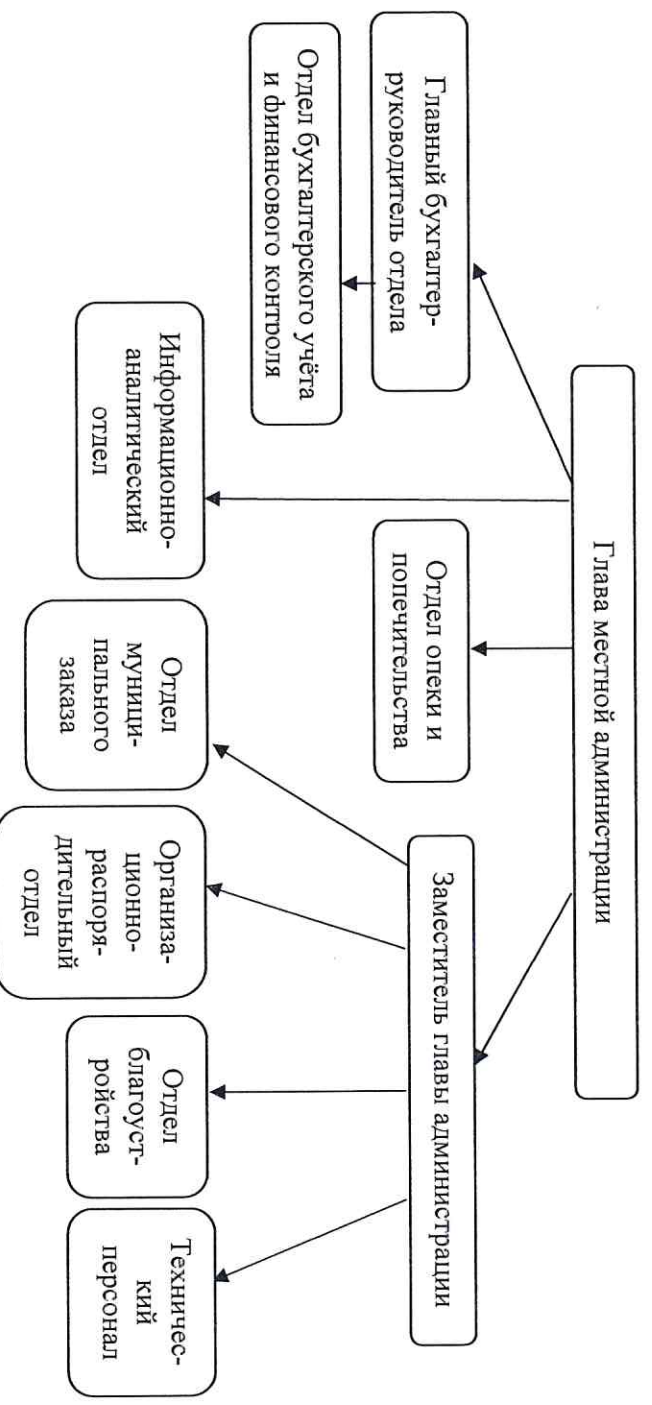 Глава местной администрации
Главный бухгалтер-
руководитель отдела
Отдел опеки и
попечительства
Заместитель главы администрации
Отдел бухгалтерского учёта
и финансового контроля
Информационно-
аналитический
отдел
Отдел
муници-
пального
заказа
Организа-
ционно-
распоря-
дительный
отдел
Отдел
благоуст-
ройства
Техничес-
кий
персонал